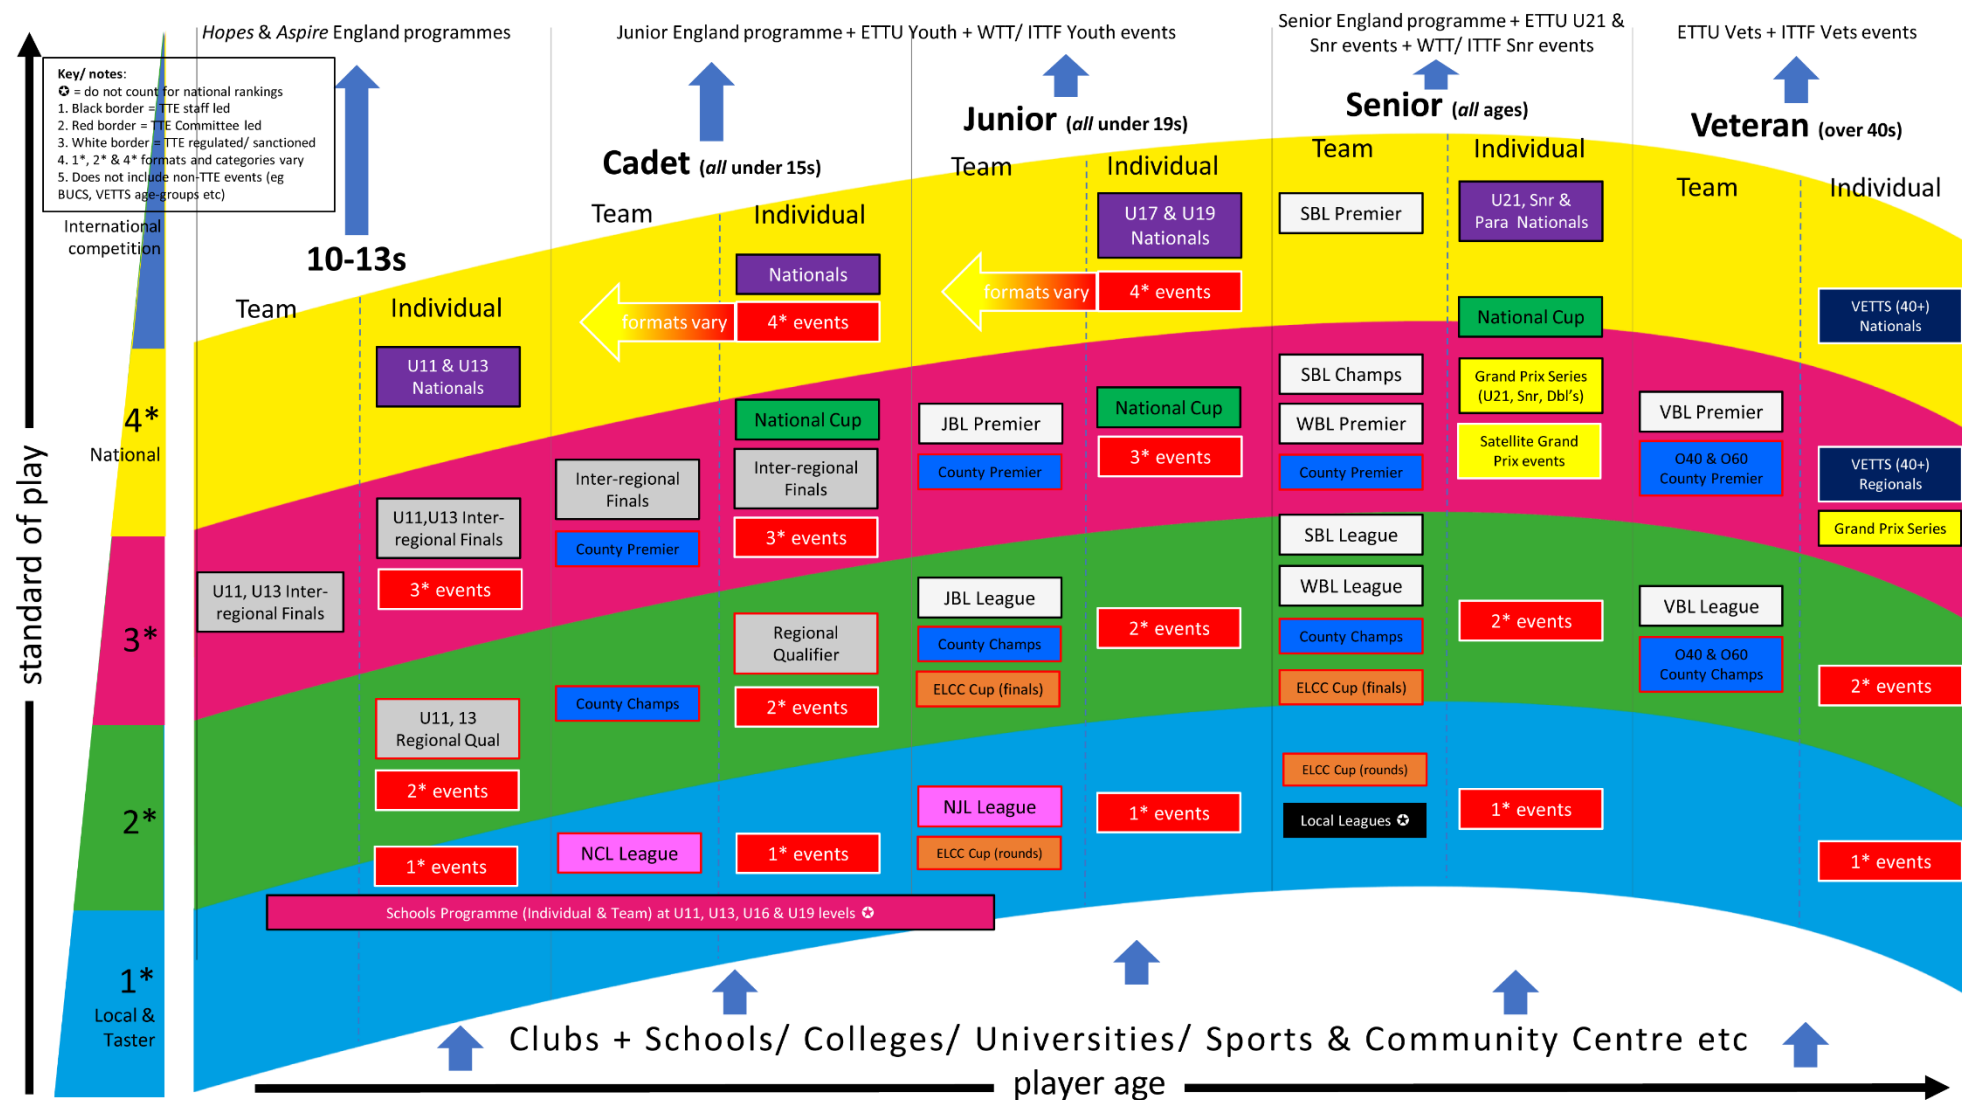 Hopes & Aspire England programmes
Junior England programme + ETTU Youth + WTT/ ITTF Youth events
Senior England programme + ETTU U21 &
Snr events + WTT/ ITTF Snr events
ETTU Vets + ITTF Vets events
Key/ notes:
✪ = do not count for national rankings
1. Black border = TTE staff led
2. Red border = TTE Committee led
3. White border = TTE regulated/ sanctioned
4. 1*, 2* & 4* formats and categories vary
5. Does not include non-TTE events (eg
BUCS, VETTS age-groups etc)
standard of play
International
competition
4*
National
3*
2*
1*
Local &
Taster
10-13s
Team
U11, U13 Inter-
regional Finals
Individual
U11 & U13
Nationals
U11,U13 Inter-
regional Finals
3* events
U11, 13
Regional Qual
2* events
1* events
Cadet (all under 15s)
Team
formats vary
Inter-regional
Finals
County Premier
County Champs
NCL League
Individual
Nationals
4* events
National Cup
Inter-regional
Finals
3* events
Regional
Qualifier
2* events
1* events
Junior (all under 19s)
Team
formats vary
JBL Premier
County Premier
JBL League
County Champs
ELCC Cup (finals)
NJL League
ELCC Cup (rounds)
Individual
U17 & U19
Nationals
4* events
National Cup
3* events
2* events
1* events
Senior (all ages)
Team
SBL Premier
SBL Champs
WBL Premier
County Premier
SBL League
WBL League
County Champs
ELCC Cup (finals)
ELCC Cup (rounds)
Local Leagues ✪
Individual
U21, Snr &
Para Nationals
National Cup
Grand Prix Series
(U21, Snr, Dbl's)
Satellite Grand
Prix events
2* events
1* events
Veteran (over 40s)
Team
VBL Premier
O40 & O60
County Premier
VBL League
O40 & O60
County Champs
Individual
VETTS (40+)
Nationals
VETTS (40+)
Regionals
Grand Prix Series
2* events
1* events
Schools Programme (Individual & Team) at U11, U13, U16 & U19 levels ✪
Clubs + Schools/ Colleges/ Universities/ Sports & Community Centre etc
player age